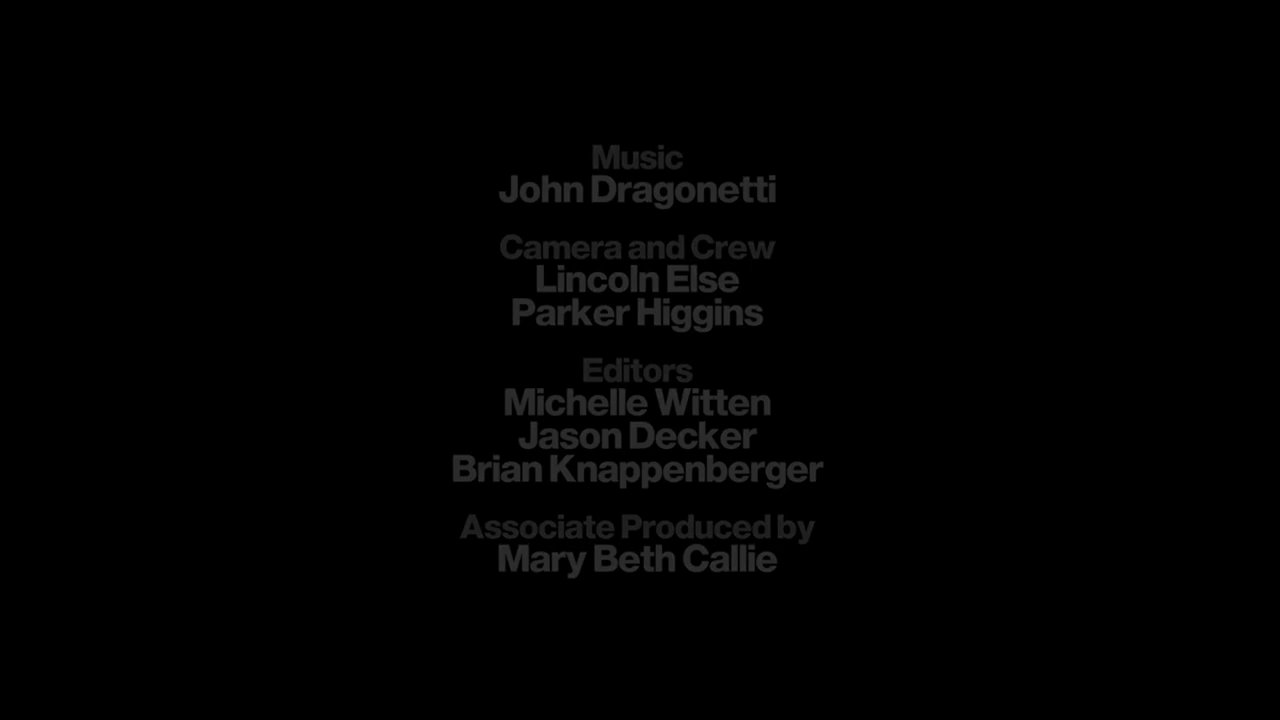 Music
John Dragonetti
Camera and Crew
Lincoln Else
Parker Higgins
Editors
Michelle Witten
Jason Decker
Brian Knappenberger
Associate Produced by
Mary Beth Callie